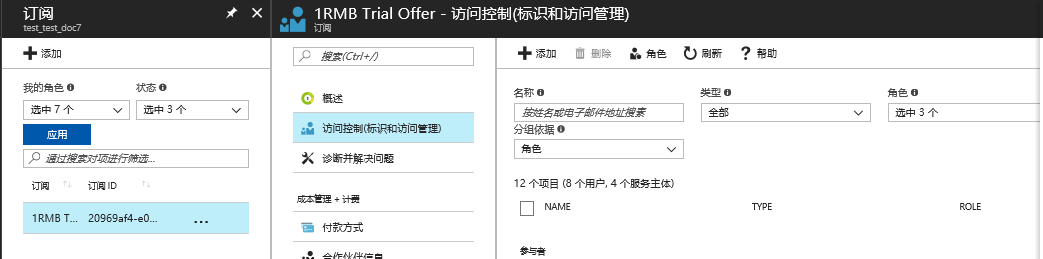 订阅
test_test_doc7
添加
我的角色
状态
选中 7 个
选中 3 个
应用
通过搜索对项进行筛选...
订阅
订阅 ID
1RMB T...
20969af4-e0...
...
1RMB Trial Offer - 访问控制(标识和访问管理)
订阅
搜索(Ctrl+/)
概述
访问控制(标识和访问管理)
诊断并解决问题
成本管理 + 计费
付款方式
合作伙伴信息
添加
删除
角色
刷新
帮助
名称
类型
角色
按姓名或电子邮件地址搜索
全部
选中 3 个
分组依据
角色
12 个项目 (8 个用户, 4 个服务主体)
NAME
TYPE
ROLE
参与者